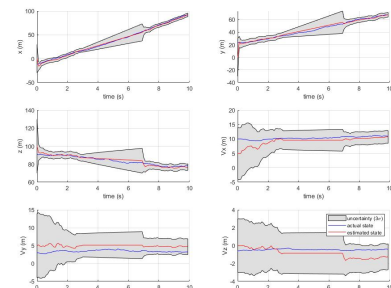 100
50
0
-50
0 2 4 6 8 10
time (s)
x (m)
80
60
40
20
0
-20
-40
0 2 4 6 8 10
time (s)
y (m)
140
120
100
80
60
0 2 4 6 8 10
time (s)
z (m)
20
15
10
5
0
-5
0 2 4 6 8 10
time (s)
Vx (m)
15
10
5
0
-5
0 2 4 6 8 10
Vy (m)
4
2
0
-2
-4
0 2 4 6 8 10
Vz (m)
uncertainty (3σ)
actual state
estimated state